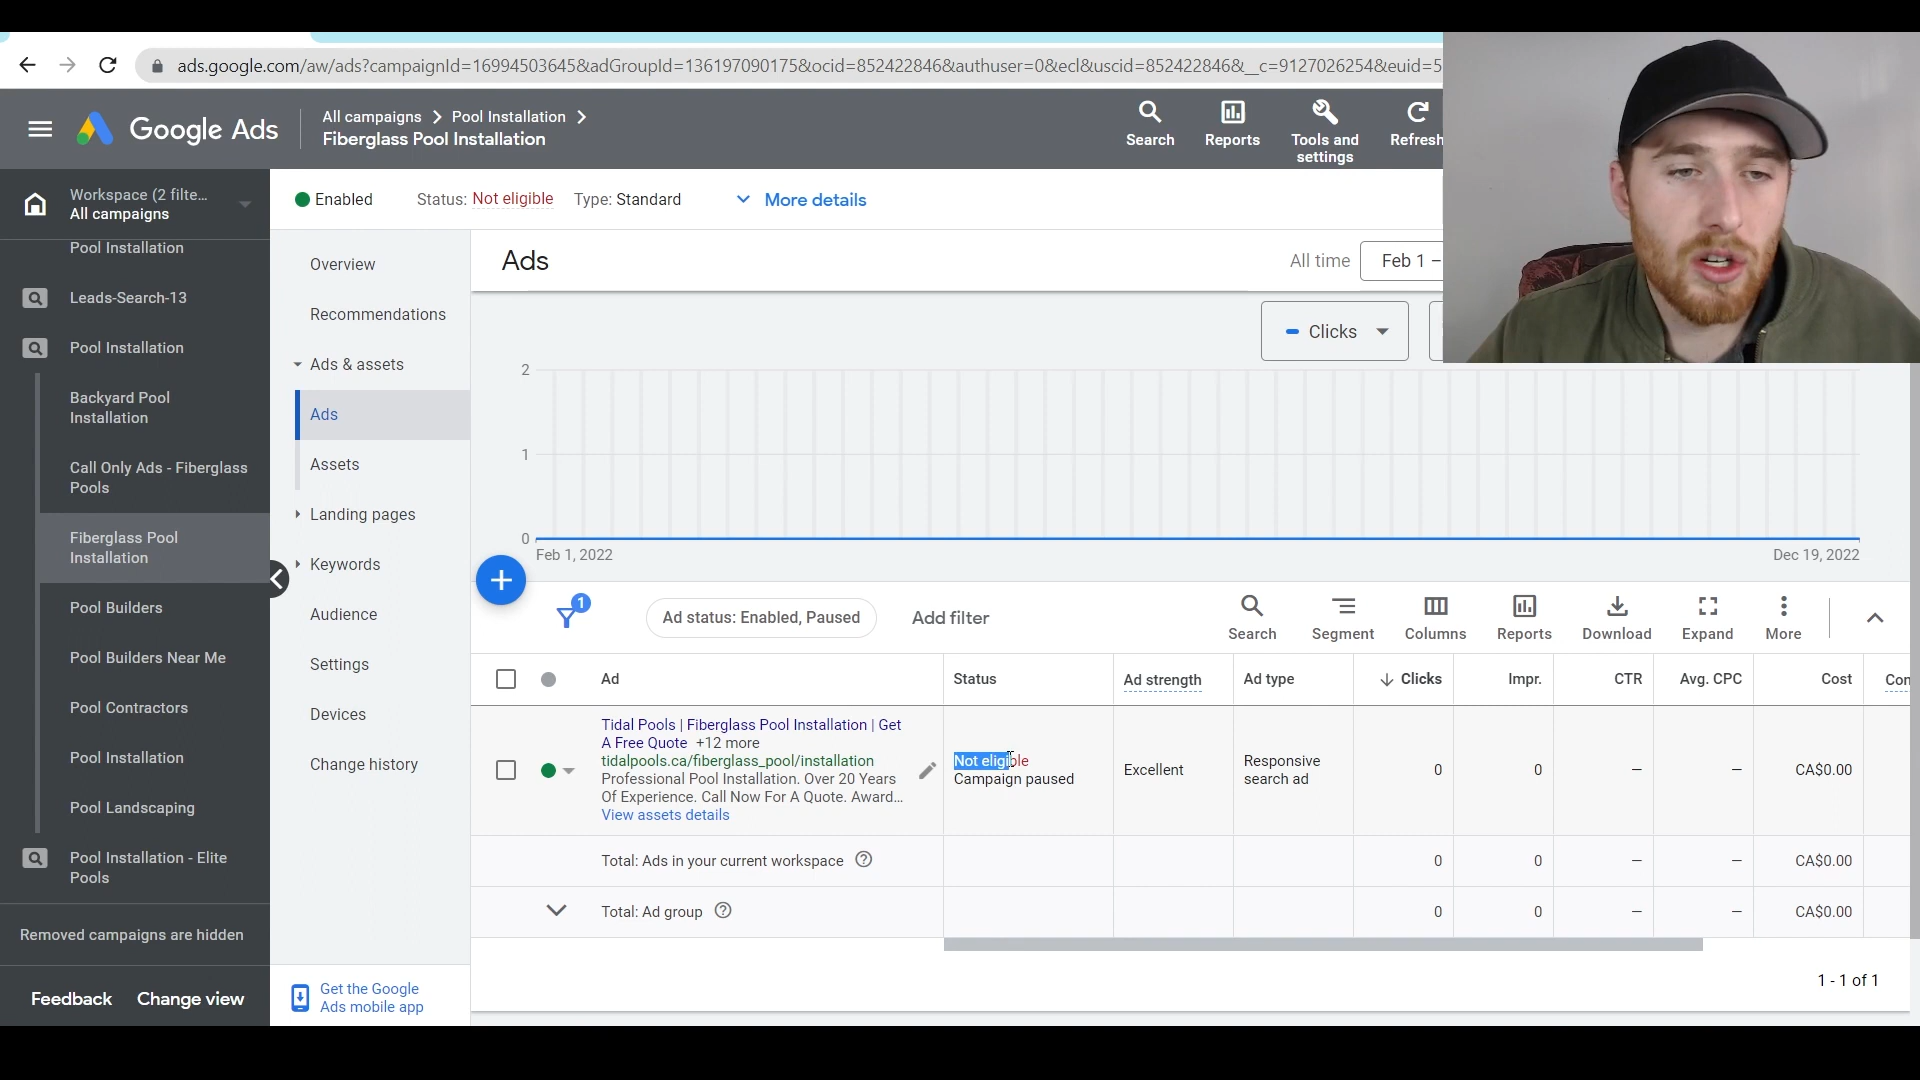 ads.google.com/aw/ads?campaignId=16994503645&adGroupId=136197090175&ocid=852422846&authuser=0&ecl&uscid=852422846&__c=9127026254&euid=5
Google Ads
All campaigns > Pool Installation >
Fiberglass Pool Installation
Search
Reports
Tools and settings
Refresh
Workspace (2 filte...
All campaigns
Pool Installation
Leads-Search-13
Pool Installation
Backyard Pool
Installation
Call Only Ads - Fiberglass
Pools
Fiberglass Pool
Installation
Pool Builders
Pool Builders Near Me
Pool Contractors
Pool Installation
Pool Landscaping
Pool Installation - Elite
Pools
Removed campaigns are hidden
Feedback
Change view
Enabled
Status: Not eligible
Type: Standard
More details
Overview
Recommendations
Ads & assets
Ads
Assets
Landing pages
Keywords
Audience
Settings
Devices
Change history
Get the Google
Ads mobile app
Ads
All time
Feb 1 –
Clicks
2
1
0
Feb 1, 2022
Dec 19, 2022
1
Ad status: Enabled, Paused
Add filter
Search
Segment
Columns
Reports
Download
Expand
More
Ad
Status
Ad strength
Ad type
Clicks
Impr.
CTR
Avg. CPC
Cost
Con
Tidal Pools | Fiberglass Pool Installation | Get
A Free Quote +12 more
tidalpools.ca/fiberglass_pool/installation
Professional Pool Installation. Over 20 Years
Of Experience. Call Now For A Quote. Award...
View assets details
Not eligible
Campaign paused
Excellent
Responsive
search ad
0
0
–
–
CA$0.00
Total: Ads in your current workspace
0
0
–
–
CA$0.00
Total: Ad group
0
0
–
–
CA$0.00
1 - 1 of 1